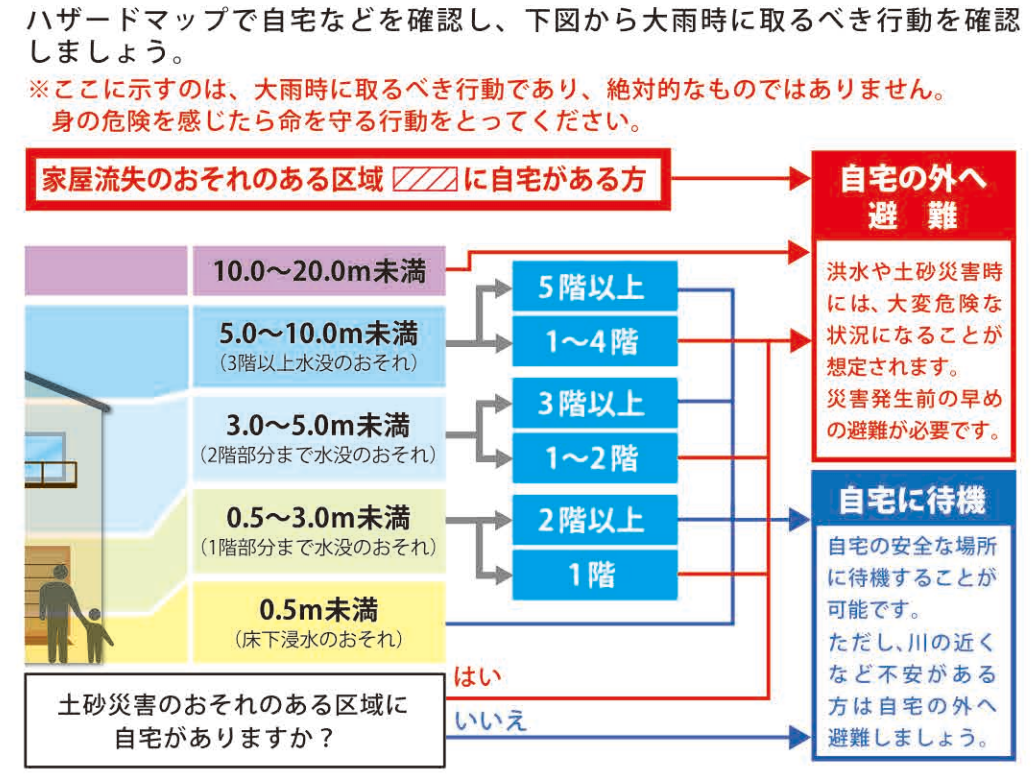 ハザードマップで自宅などを確認し、下図から大雨時に取るべき行動を確認
しましょう。
※ここに示すのは、大雨時に取るべき行動であり、絶対的なものではありません。
身の危険を感じたら命を守る行動をとってください。
家屋流失のおそれのある区域 に自宅がある方
自宅の外へ
避 難
洪水や土砂災害時
には、大変危険な
状況になることが
想定されます。
災害発生前の早め
の避難が必要です。
10.0〜20.0m未満
5.0〜10.0m未満
（3階以上水没のおそれ）
5階以上
1〜4階
3.0〜5.0m未満
（2階部分まで水没のおそれ）
3階以上
1〜2階
0.5〜3.0m未満
（1階部分まで水没のおそれ）
2階以上
1階
0.5m未満
（床下浸水のおそれ）
自宅に待機
自宅の安全な場所
に待機することが
可能です。
ただし、川の近く
など不安がある
方は自宅の外へ
避難しましょう。
土砂災害のおそれのある区域に
自宅がありますか？
はい
いいえ